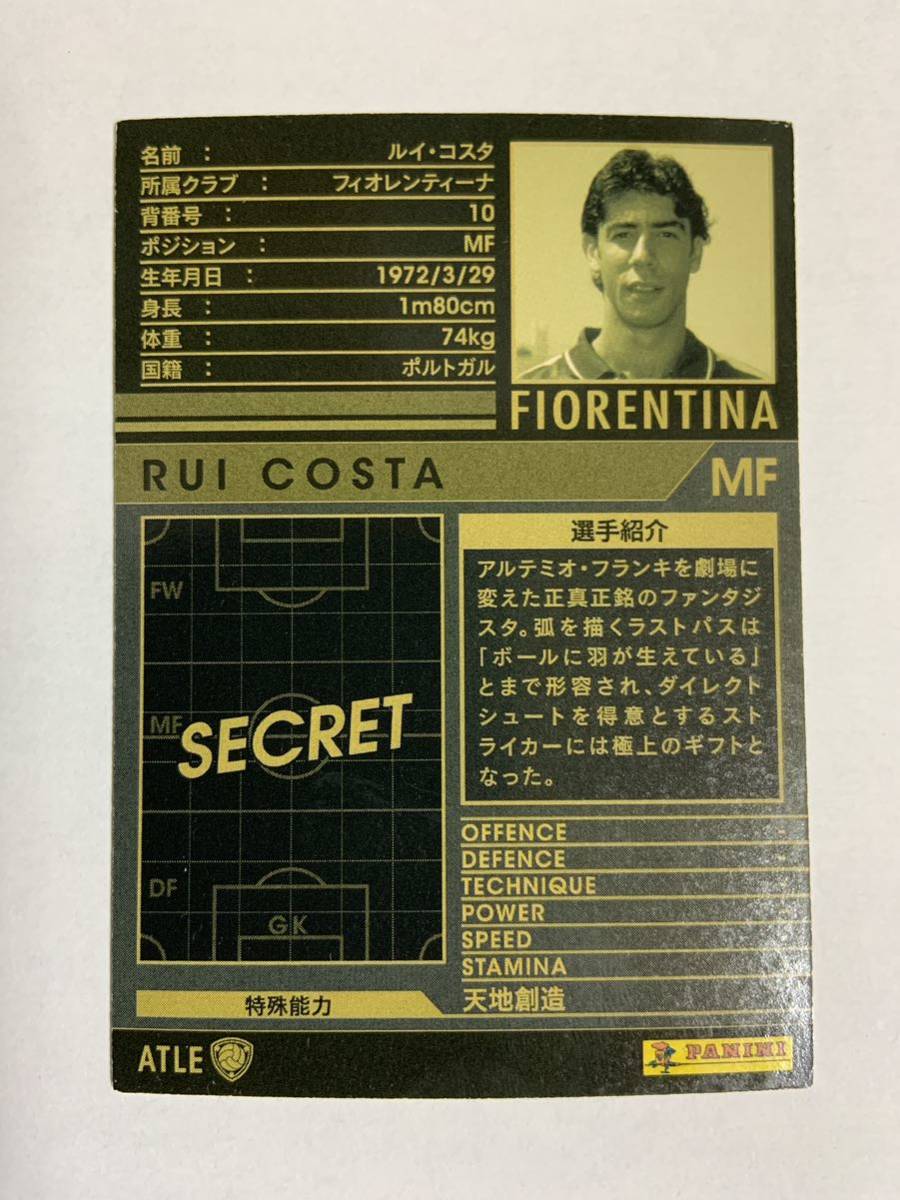 名前 : ルイ・コスタ
所属クラブ : フィオレンティーナ
背番号 : 10
ポジション : MF
生年月日 : 1972/3/29
身長 : 1m80cm
体重 : 74kg
国籍 : ポルトガル
FIORENTINA
RUI COSTA
MF
FW
MF
SECRET
DF
GK
選手紹介
アルテミオ・フランキを劇場に
変えた正真正銘のファンタジ
スタ。弧を描くラストパスは
「ボールに羽が生えている」
とまで形容され、ダイレクト
シュートを得意とするスト
ライカーには極上のギフトと
なった。
OFFENCE
DEFENCE
TECHNIQUE
POWER
SPEED
STAMINA
特殊能力
天地創造
ATLE
PANINI